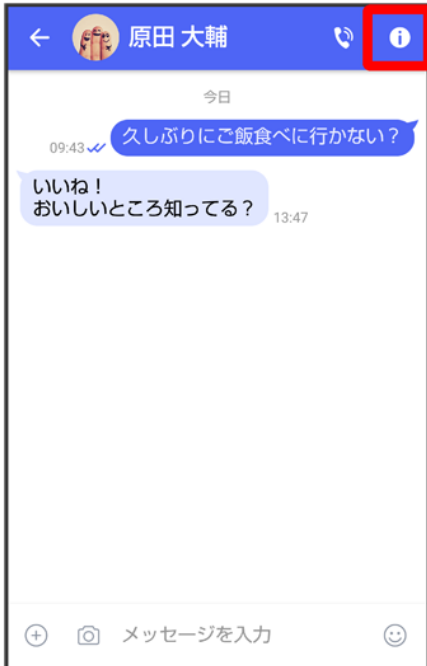 原田 大輔
今日
久しぶりにご飯食べに行かない？
09:43
いいね！
おいしいところ知ってる？
13:47
メッセージを入力